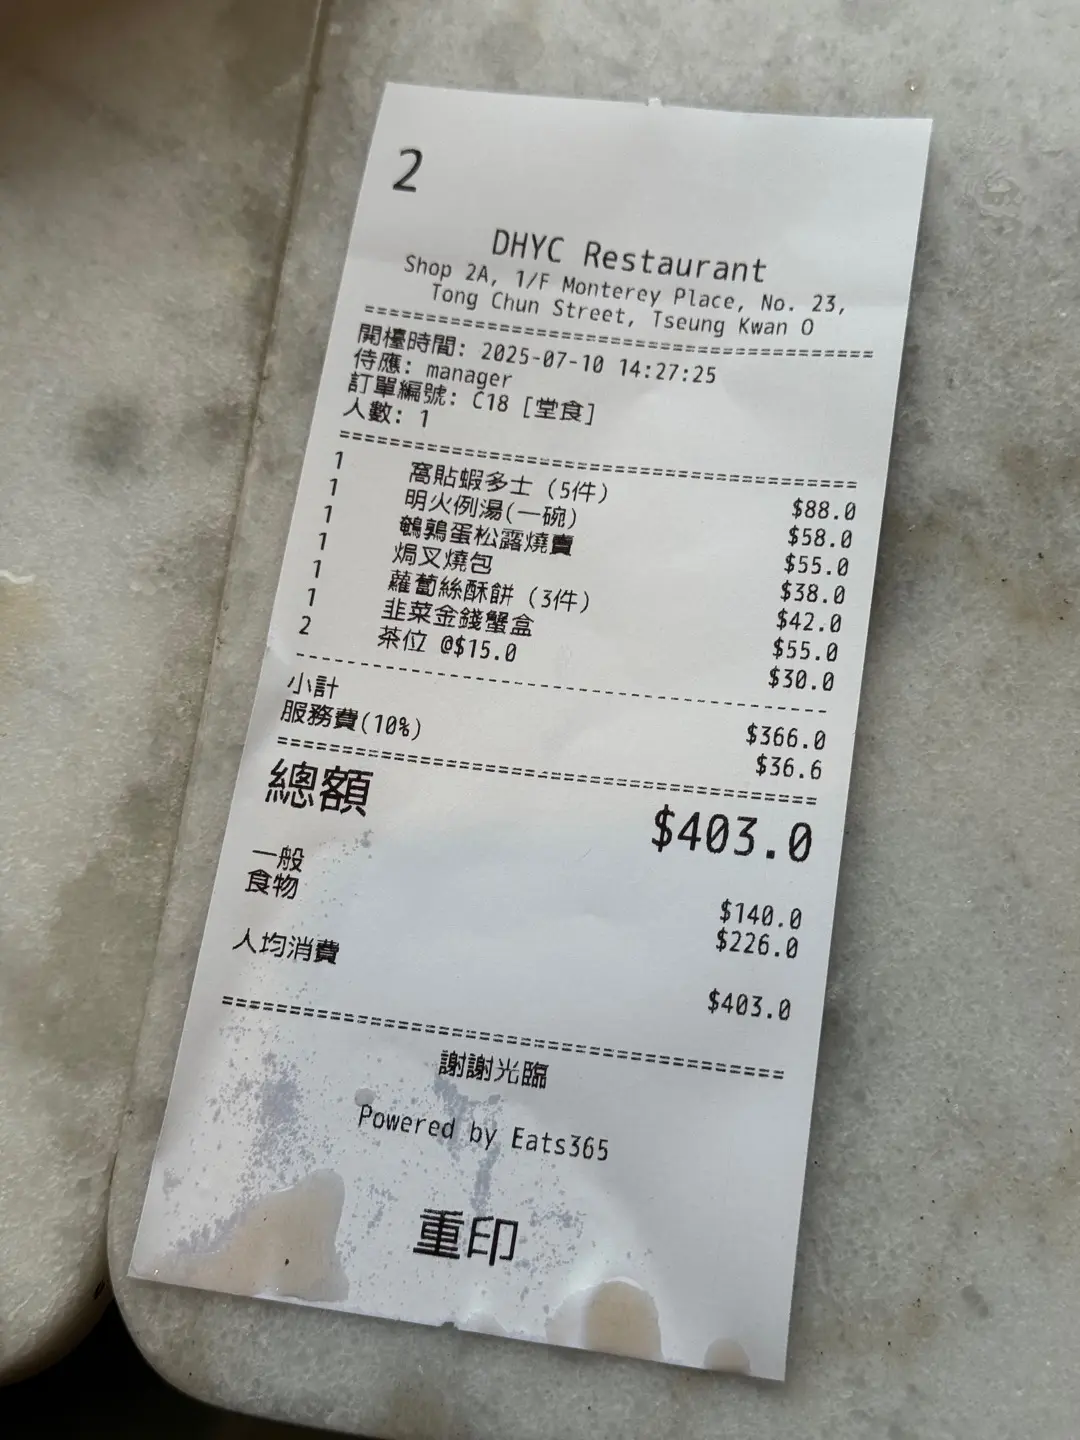 2
DHYC Restaurant
Shop 2A, 1/F Monterey Place, No. 23,
Tong Chun Street, Tseung Kwan O
開檯時間: 2025-07-10 14:27:25
侍應: manager
訂單編號: C18 [堂食]
人數: 1
1 窩貼蝦多士 (5件) $88.0
1 明火例湯(一碗) $58.0
1 鵪鶉蛋松露燒賣 $55.0
1 焗叉燒包 $38.0
1 蘿蔔絲酥餅 (3件) $42.0
1 韭菜金錢蟹盒 $55.0
2 茶位 @$15.0 $30.0
小計 $366.0
服務費(10%) $36.6
總額 $403.0
一般 $140.0
食物 $226.0
人均消費 $403.0
謝謝光臨
Powered by Eats365
重印